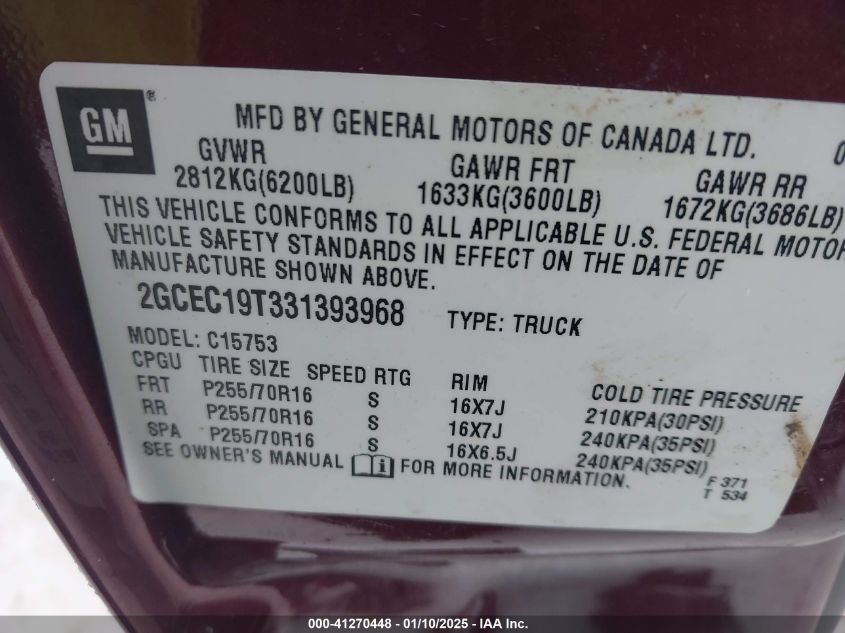 GM®
MFD BY GENERAL MOTORS OF CANADA LTD. 0
GVWR GAWR FRT GAWR RR
2812KG(6200LB) 1633KG(3600LB) 1672KG(3686LB)
THIS VEHICLE CONFORMS TO ALL APPLICABLE U.S. FEDERAL MOTOR
VEHICLE SAFETY STANDARDS IN EFFECT ON THE DATE OF
MANUFACTURE SHOWN ABOVE.
2GCEC19T331393968 TYPE: TRUCK
MODEL: C15753
CPGU TIRE SIZE SPEED RTG RIM COLD TIRE PRESSURE
FRT P255/70R16 S 16X7J 210KPA(30PSI)
RR P255/70R16 S 16X7J 240KPA(35PSI)
SPA P255/70R16 S 16X6.5J 240KPA(35PSI)
SEE OWNER'S MANUAL FOR MORE INFORMATION.
F 371
T 534
000-41270448 - 01/10/2025 - IAA Inc.